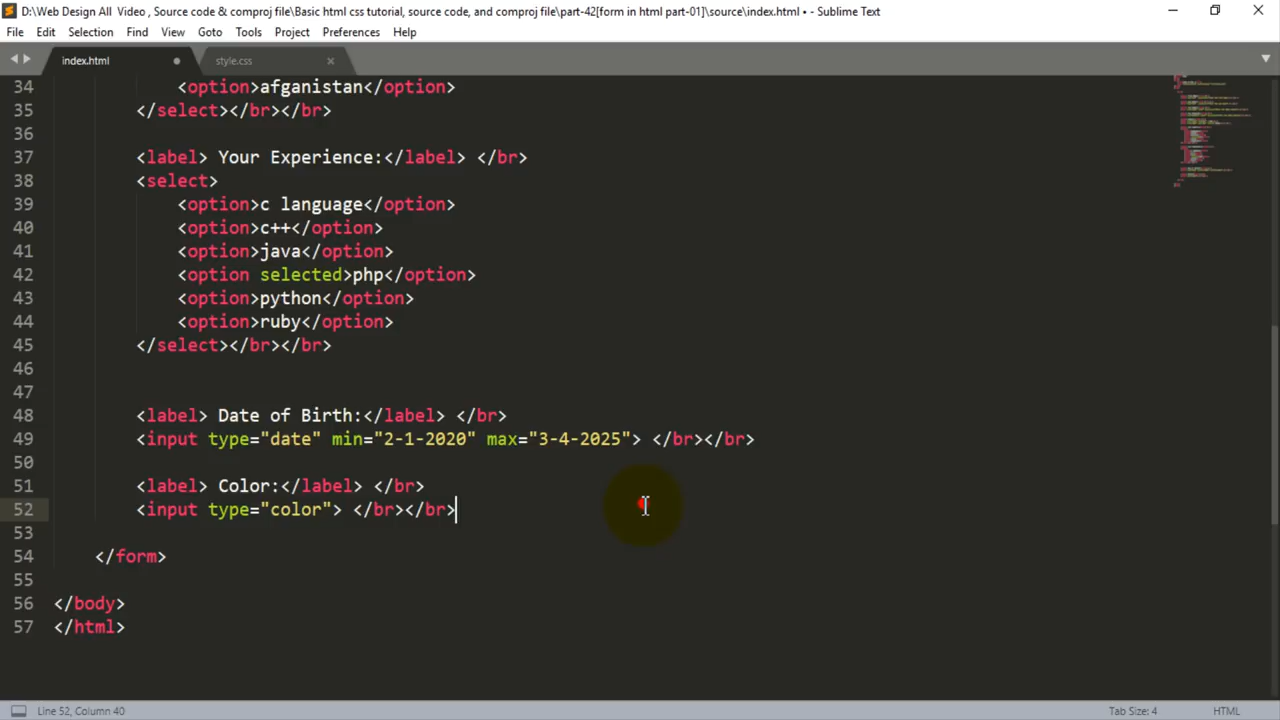 D:\Web Design All  Video , Source code & comproj file\Basic html css tutorial, source code, and comproj file\part-42[form in html part-01]\source\index.html • - Sublime Text
File Edit Selection Find View Goto Tools Project Preferences Help
index.html style.css
34 <option>afganistan</option>
35 </select></br></br>
36
37 <label> Your Experience:</label> </br>
38 <select>
39 <option>c language</option>
40 <option>c++</option>
41 <option>java</option>
42 <option selected>php</option>
43 <option>python</option>
44 <option>ruby</option>
45 </select></br></br>
46
47
48 <label> Date of Birth:</label> </br>
49 <input type="date" min="2-1-2020" max="3-4-2025"> </br></br>
50
51 <label> Color:</label> </br>
52 <input type="color"> </br></br>
53
54 </form>
55
56 </body>
57 </html>
Line 52, Column 40 Tab Size: 4 HTML